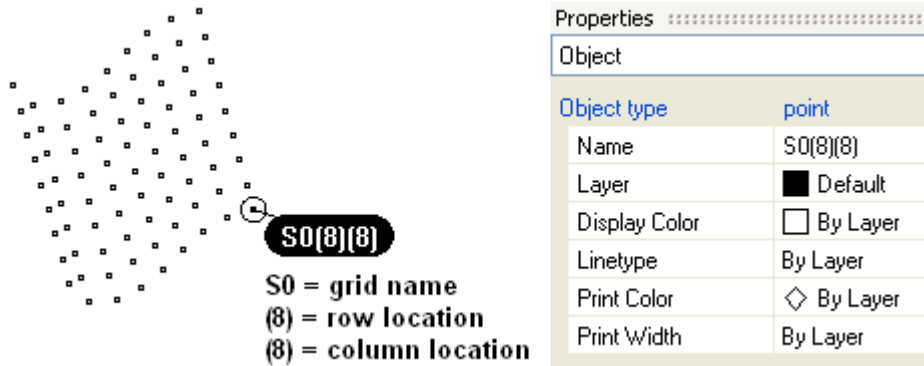 S0(8)(8)
S0 = grid name
(8) = row location
(8) = column location
Properties
Object
Object type point
Name S0(8)(8)
Layer Default
Display Color By Layer
Linetype By Layer
Print Color By Layer
Print Width By Layer